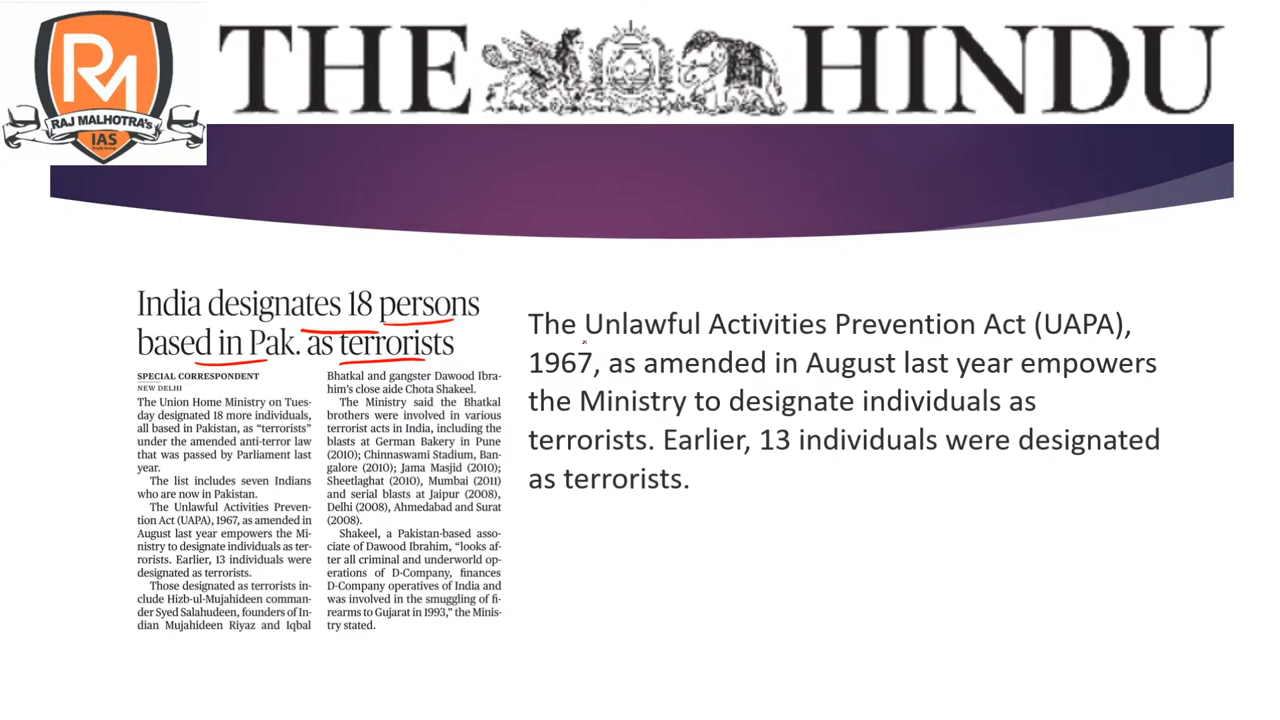 RM
RAJ MALHOTRA's
IAS
Study Group
THE HINDU
India designates 18 persons
based in Pak. as terrorists
SPECIAL CORRESPONDENT
NEW DELHI
The Union Home Ministry on Tues-
day designated 18 more individuals,
all based in Pakistan, as “terrorists”
under the amended anti-terror law
that was passed by Parliament last
year.
The list includes seven Indians
who are now in Pakistan.
The Unlawful Activities Preven-
tion Act (UAPA), 1967, as amended in
August last year empowers the Mi-
nistry to designate individuals as ter-
rorists. Earlier, 13 individuals were
designated as terrorists.
Those designated as terrorists in-
clude Hizb-ul-Mujahideen comman-
der Syed Salahudeen, founders of In-
dian Mujahideen Riyaz and Iqbal
Bhatkal and gangster Dawood Ibra-
him’s close aide Chota Shakeel.
The Ministry said the Bhatkal
brothers were involved in various
terrorist acts in India, including the
blasts at German Bakery in Pune
(2010); Chinnaswami Stadium, Ban-
galore (2010); Jama Masjid (2010);
Sheetlaghat (2010), Mumbai (2011)
and serial blasts at Jaipur (2008),
Delhi (2008), Ahmedabad and Surat
(2008).
Shakeel, a Pakistan-based asso-
ciate of Dawood Ibrahim, “looks af-
ter all criminal and underworld op-
erations of D-Company, finances
D-Company operatives of India and
was involved in the smuggling of fi-
rearms to Gujarat in 1993,” the Minis-
try stated.
The Unlawful Activities Prevention Act (UAPA),
1967, as amended in August last year empowers
the Ministry to designate individuals as
terrorists. Earlier, 13 individuals were designated
as terrorists.